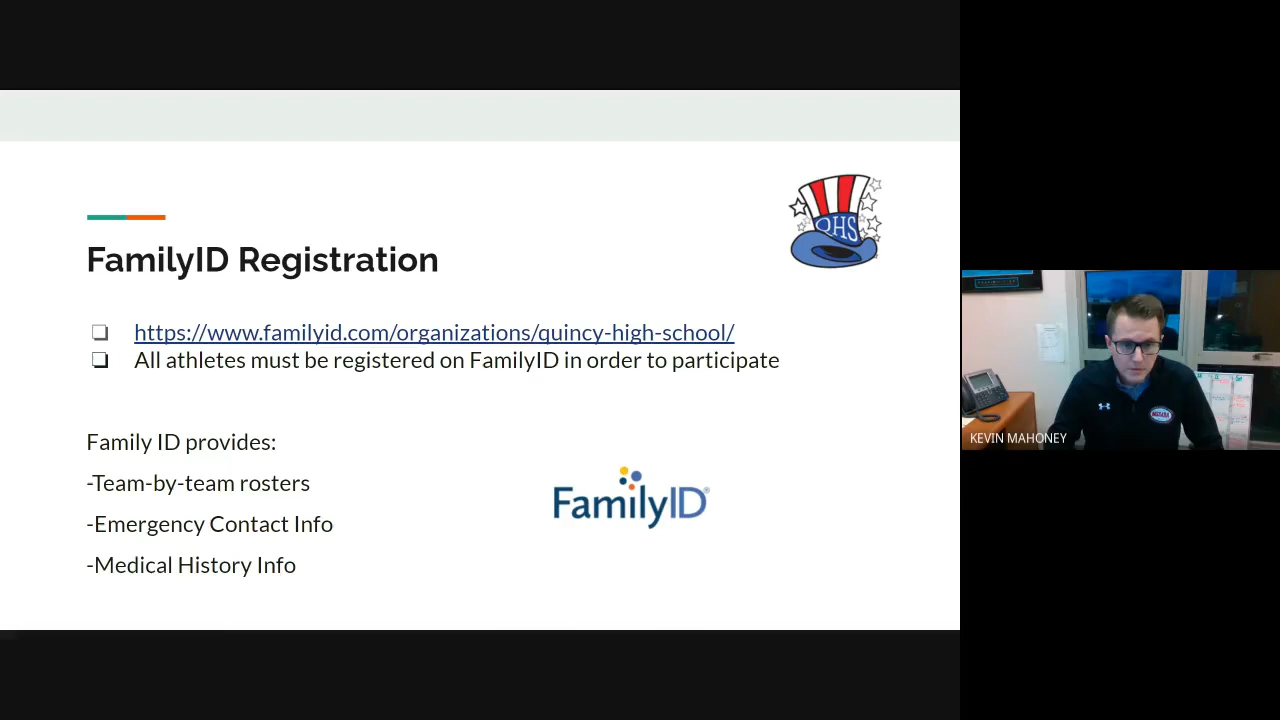 QHS
FamilyID Registration
https://www.familyid.com/organizations/quincy-high-school/
All athletes must be registered on FamilyID in order to participate
Family ID provides:
-Team-by-team rosters
-Emergency Contact Info
-Medical History Info
FamilyID®
KEVIN MAHONEY